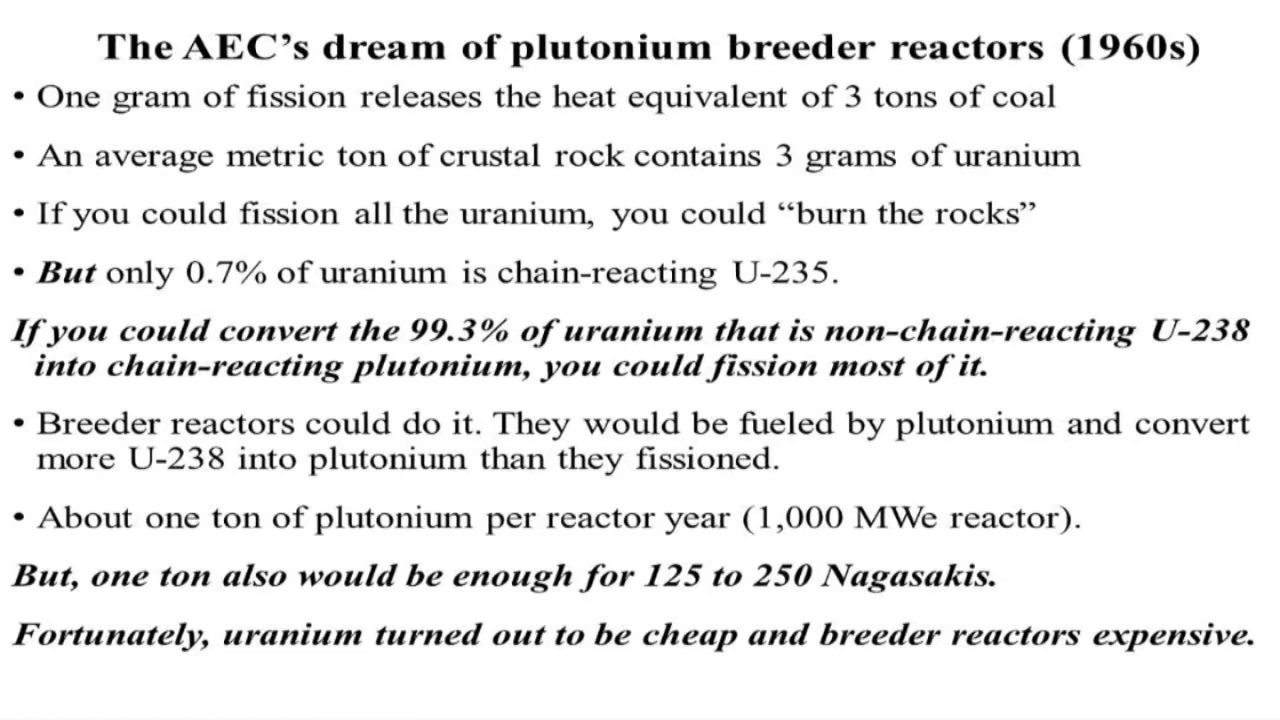 The AEC’s dream of plutonium breeder reactors (1960s)
• One gram of fission releases the heat equivalent of 3 tons of coal
• An average metric ton of crustal rock contains 3 grams of uranium
• If you could fission all the uranium, you could “burn the rocks”
• But only 0.7% of uranium is chain-reacting U-235.
If you could convert the 99.3% of uranium that is non-chain-reacting U-238
into chain-reacting plutonium, you could fission most of it.
• Breeder reactors could do it. They would be fueled by plutonium and convert
more U-238 into plutonium than they fissioned.
• About one ton of plutonium per reactor year (1,000 MWe reactor).
But, one ton also would be enough for 125 to 250 Nagasakis.
Fortunately, uranium turned out to be cheap and breeder reactors expensive.